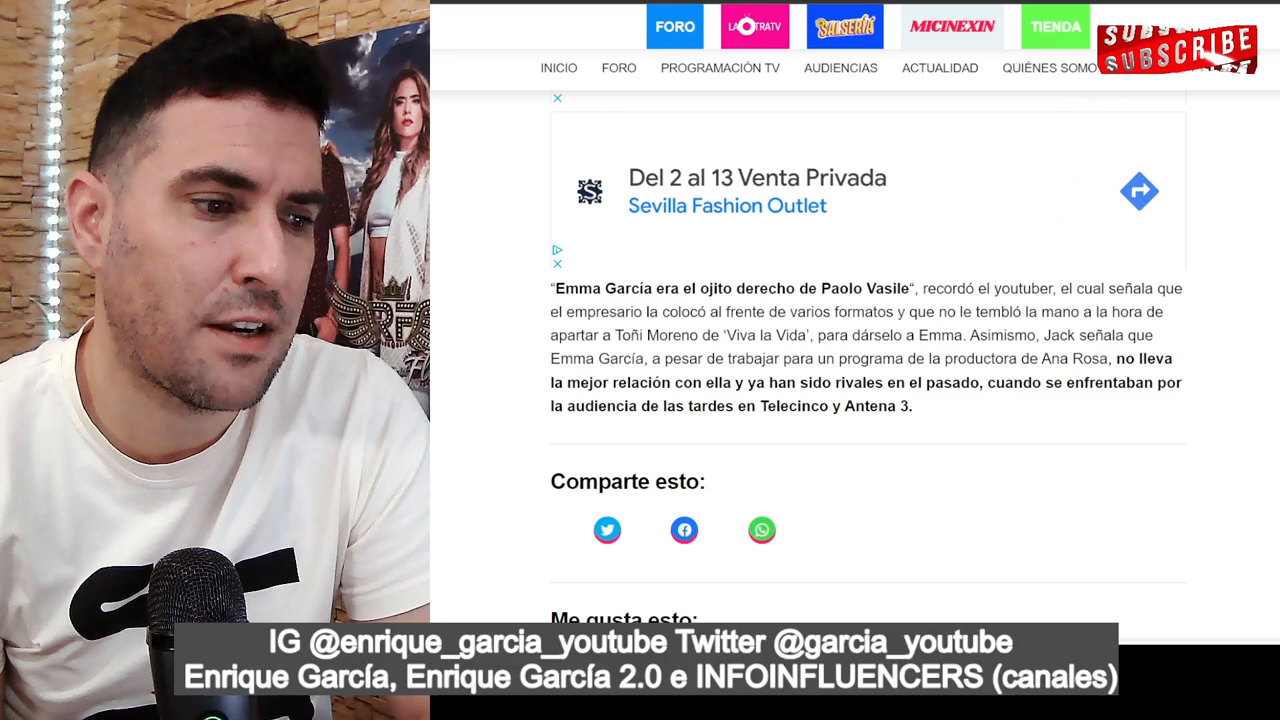 FORO
LA OTRATV
SALSERÍA
MICINEXIN
TIENDA
SUBSCRIBE
INICIO FORO PROGRAMACIÓN TV AUDIENCIAS ACTUALIDAD QUIÉNES SOMO
Del 2 al 13 Venta Privada
Sevilla Fashion Outlet
“Emma García era el ojito derecho de Paolo Vasile“, recordó el youtuber, el cual señala que
el empresario la colocó al frente de varios formatos y que no le tembló la mano a la hora de
apartar a Toñi Moreno de ‘Viva la Vida’, para dárselo a Emma. Asimismo, Jack señala que
Emma García, a pesar de trabajar para un programa de la productora de Ana Rosa, no lleva
la mejor relación con ella y ya han sido rivales en el pasado, cuando se enfrentaban por
la audiencia de las tardes en Telecinco y Antena 3.
Comparte esto:
Me gusta esto:
IG @enrique_garcia_youtube Twitter @garcia_youtube
Enrique García, Enrique García 2.0 e INFOINFLUENCERS (canales)